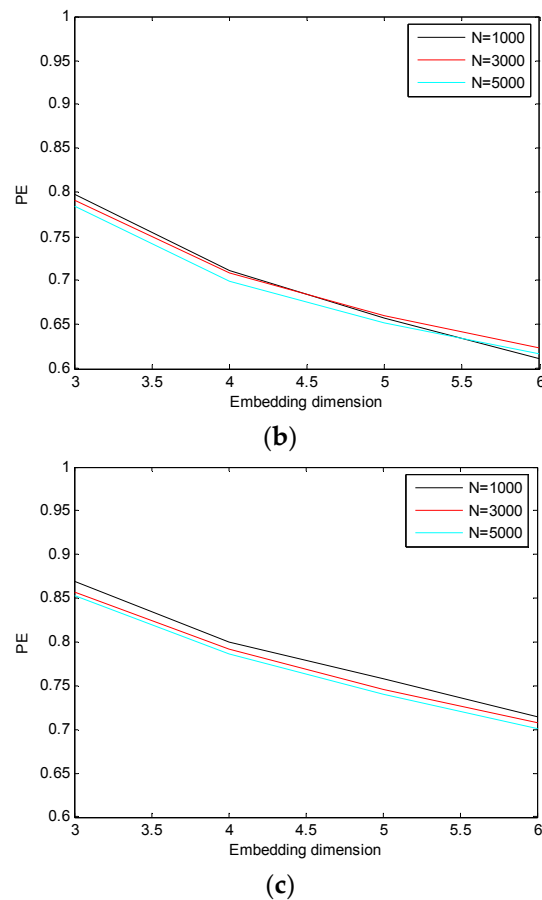 1
0.95
0.9
0.85
0.8
0.75
0.7
0.65
0.6
PE
N=1000
N=3000
N=5000
3 3.5 4 4.5 5 5.5 6
Embedding dimension
(b)
1
0.95
0.9
0.85
0.8
0.75
0.7
0.65
0.6
PE
N=1000
N=3000
N=5000
3 3.5 4 4.5 5 5.5 6
Embedding dimension
(c)